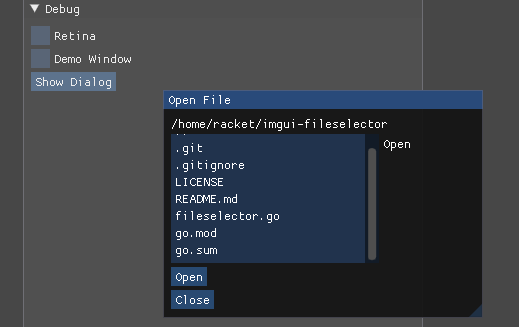 Debug
Retina
Demo Window
Show Dialog
Open File
/home/racket/imgui-fileselector
.git
.gitignore
LICENSE
README.md
fileselector.go
go.mod
go.sum
Open
Open
Close